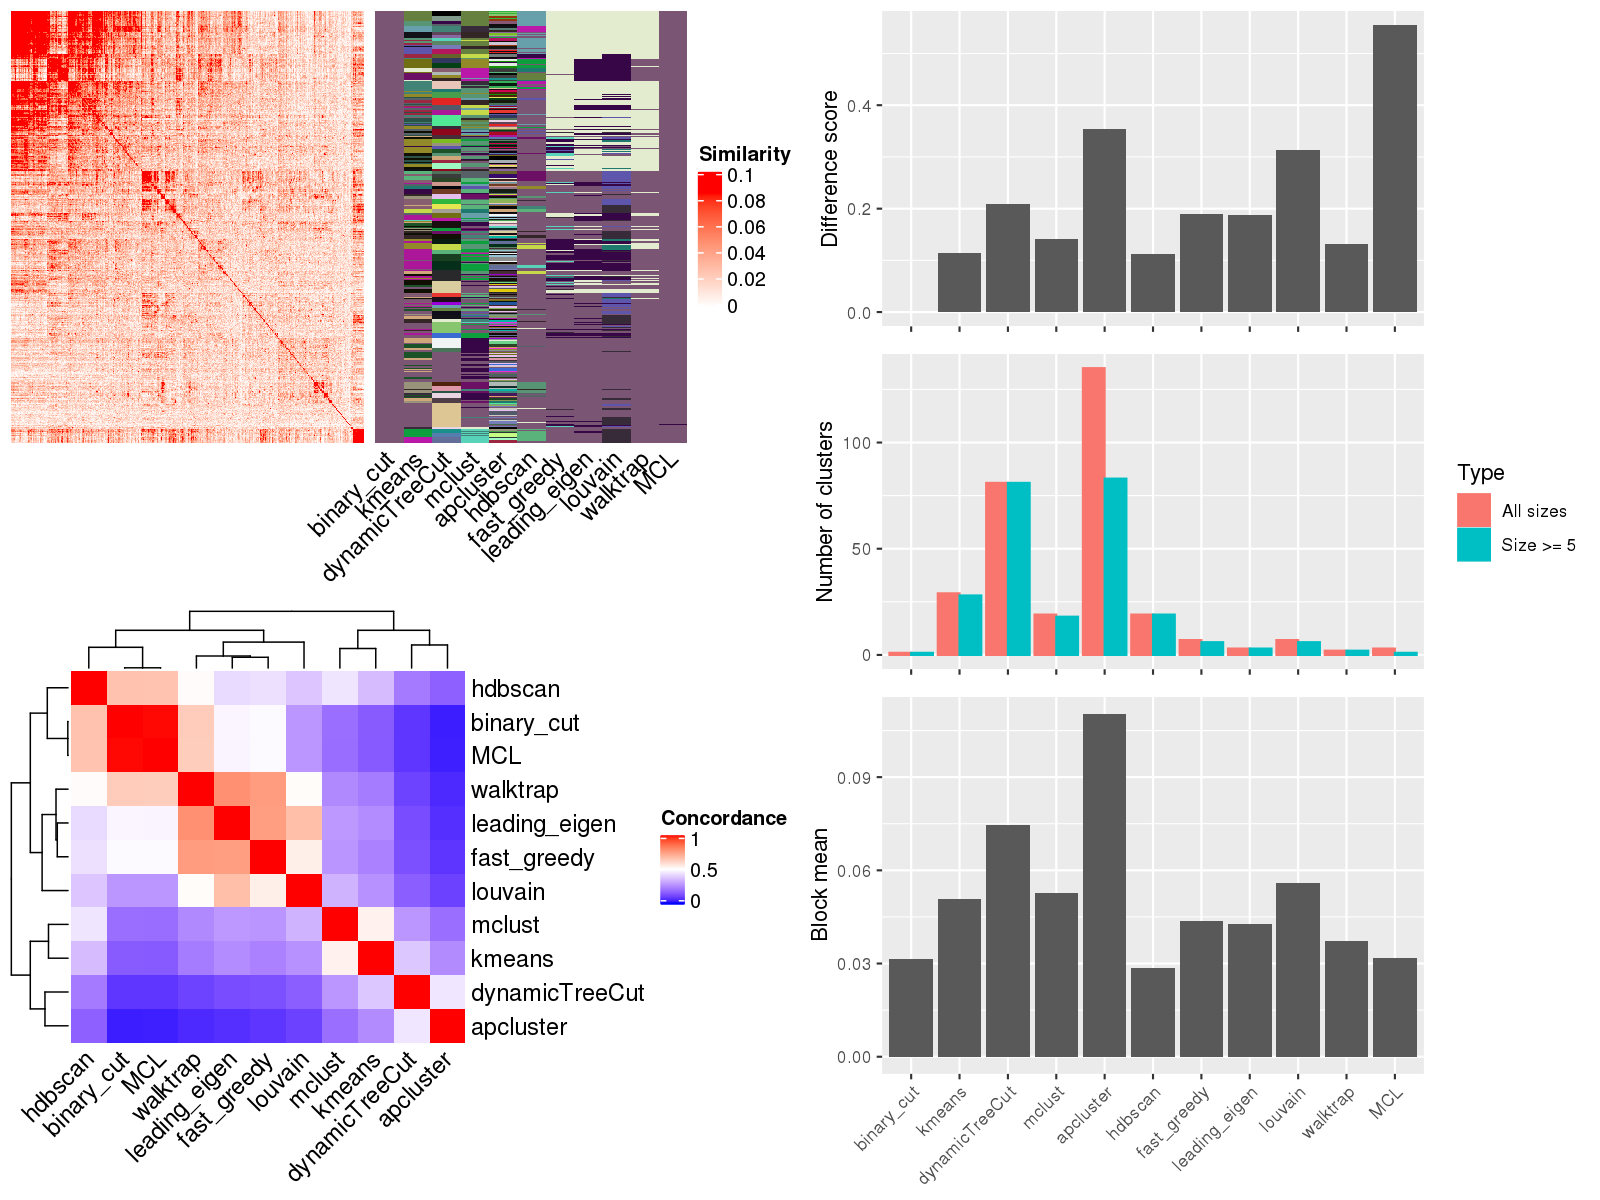 Similarity
0.1
0.08
0.06
0.04
0.02
0
binary_cut
kmeans
dynamicTreeCut
mclust
apcluster
hdbscan
fast_greedy
leading_eigen
louvain
walktrap
MCL
hdbscan
binary_cut
MCL
walktrap
leading_eigen
fast_greedy
louvain
mclust
kmeans
dynamicTreeCut
apcluster
hdbscan
binary_cut
MCL
walktrap
leading_eigen
fast_greedy
louvain
mclust
kmeans
dynamicTreeCut
apcluster
Concordance
1
0.5
0
Difference score
0.4
0.2
0.0
Number of clusters
100
50
0
Type
All sizes
Size >= 5
Block mean
0.09
0.06
0.03
0.00
binary_cut
kmeans
dynamicTreeCut
mclust
apcluster
hdbscan
fast_greedy
leading_eigen
louvain
walktrap
MCL